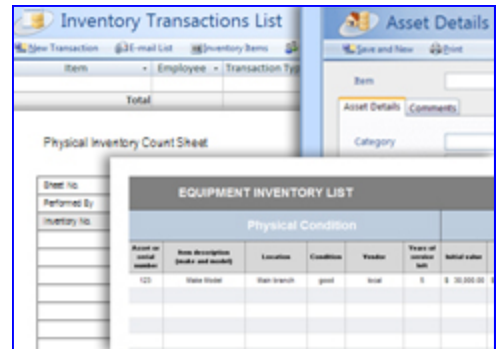 Inventory Transactions List
New Transaction E-mail List Inventory Items
Item Employee Transaction Typ
Total
Asset Details
Save and New Print
Item
Asset Details Comments
Category
Physical Inventory Count Sheet
Sheet No.
Performed By
Inventory No.
EQUIPMENT INVENTORY LIST
Physical Condition
Asset or serial number Item description (make and model) Location Condition Vendor Years of service left Initial value
123 Make Model Main branch good local 5 $ 30,000.00